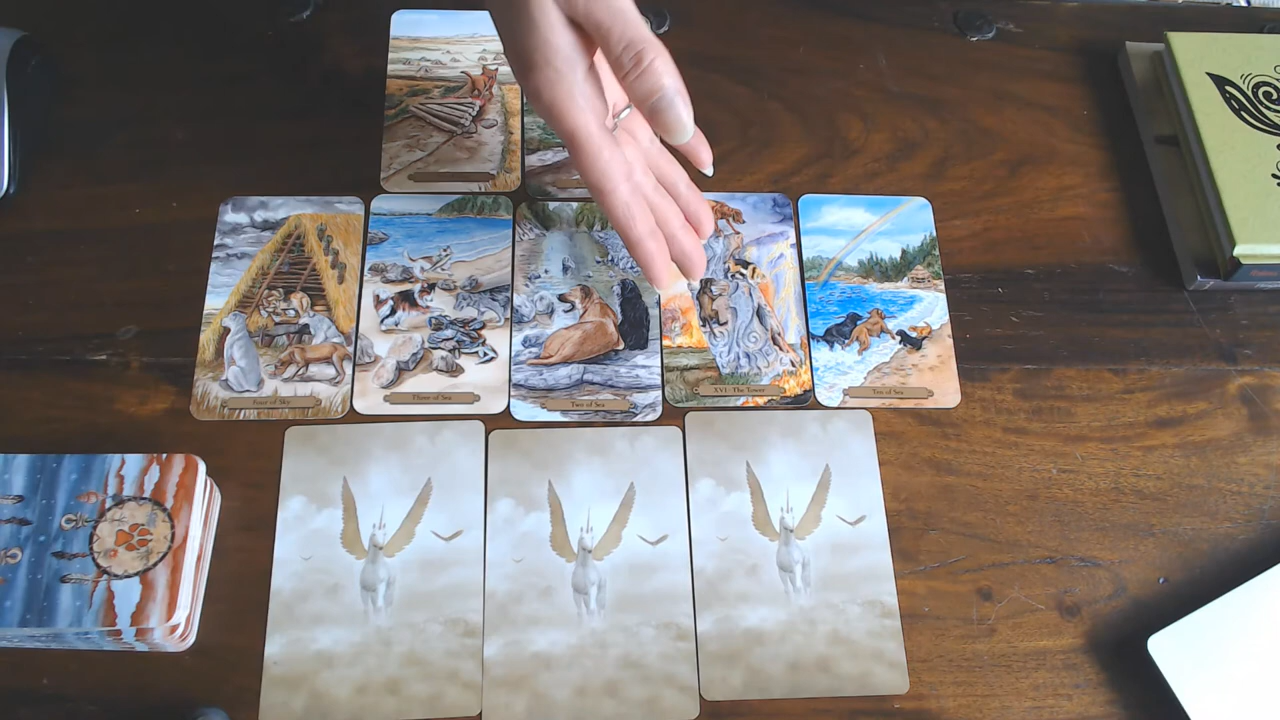 Four of Sky
Three of Sea
Two of Sea
XVI. The Tower
Ten of Sea